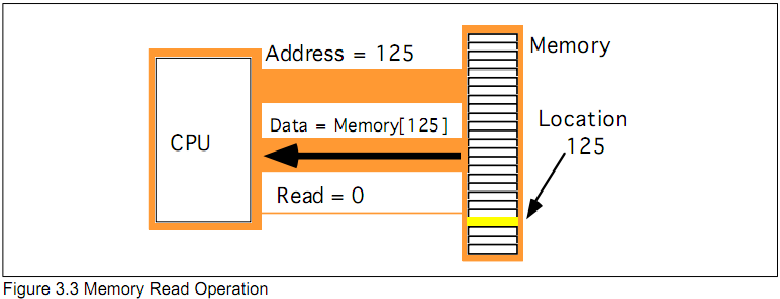 Address = 125
Memory
Data = Memory[125]
Location
125
CPU
Read = 0
Figure 3.3 Memory Read Operation